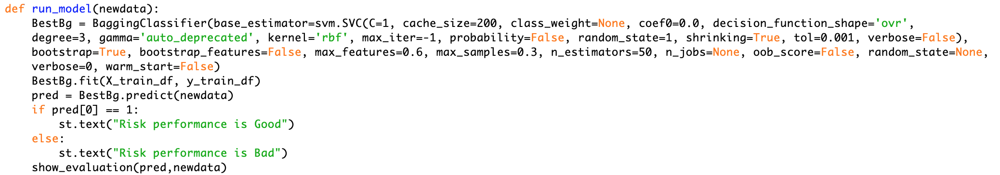 def run_model(newdata):
    BestBg = BaggingClassifier(base_estimator=svm.SVC(C=1, cache_size=200, class_weight=None, coef0=0.0, decision_function_shape='ovr',
    degree=3, gamma='auto_deprecated', kernel='rbf', max_iter=-1, probability=False, random_state=1, shrinking=True, tol=0.001, verbose=False),
    bootstrap=True, bootstrap_features=False, max_features=0.6, max_samples=0.3, n_estimators=50, n_jobs=None, oob_score=False, random_state=None,
    verbose=0, warm_start=False)
    BestBg.fit(X_train_df, y_train_df)
    pred = BestBg.predict(newdata)
    if pred[0] == 1:
        st.text("Risk performance is Good")
    else:
        st.text("Risk performance is Bad")
    show_evaluation(pred,newdata)